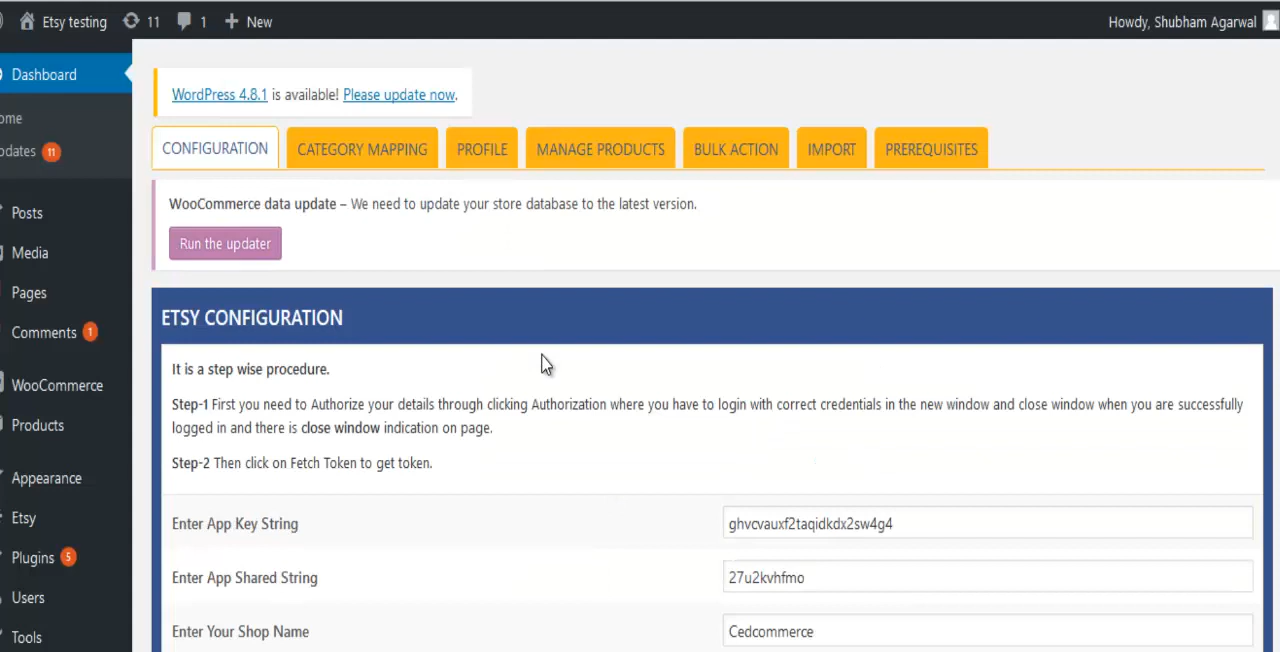 Etsy testing 11 1 + New Howdy, Shubham Agarwal
Dashboard
Posts
Media
Pages
Comments 1
WooCommerce
Products
Appearance
Etsy
Plugins 5
Users
Tools
11
WordPress 4.8.1 is available! Please update now.
CONFIGURATION CATEGORY MAPPING PROFILE MANAGE PRODUCTS BULK ACTION IMPORT PREREQUISITES
WooCommerce data update – We need to update your store database to the latest version.
Run the updater
ETSY CONFIGURATION
It is a step wise procedure.
Step-1 First you need to Authorize your details through clicking Authorization where you have to login with correct credentials in the new window and close window when you are successfully
logged in and there is close window indication on page.
Step-2 Then click on Fetch Token to get token.
Enter App Key String ghvcvauxf2taqidkdx2sw4g4
Enter App Shared String 27u2kvhfmo
Enter Your Shop Name Cedcommerce